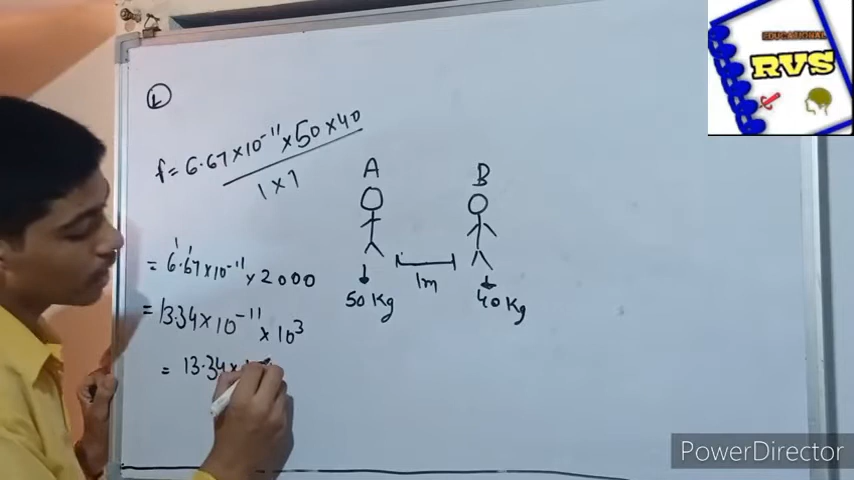 EDUCATIONAL
RVS
f = 6.67×10⁻¹¹×50×40
1×1
A
B
= 6.67×10⁻¹¹×2000
1m
50 Kg
40 Kg
= 13.34×10⁻¹¹×10³
= 13.34×
PowerDirector